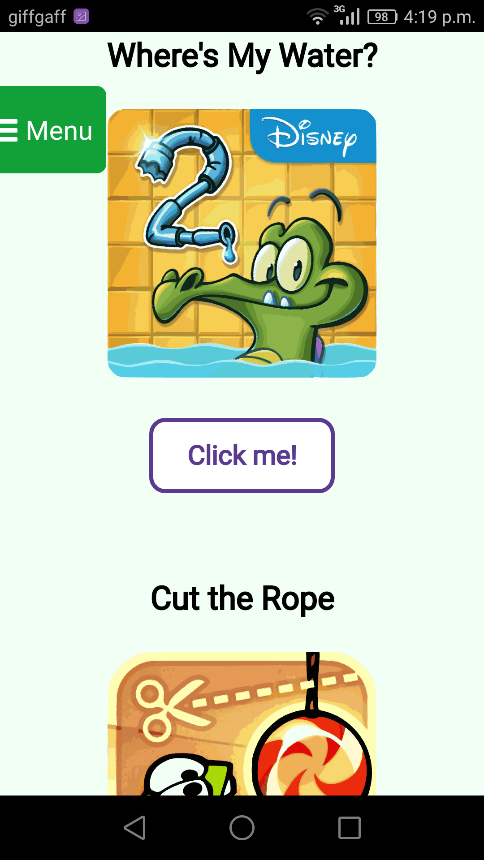 giffgaff 3G 98 4:19 p.m.
Where's My Water?
Menu
2
Disney
Click me!
Cut the Rope